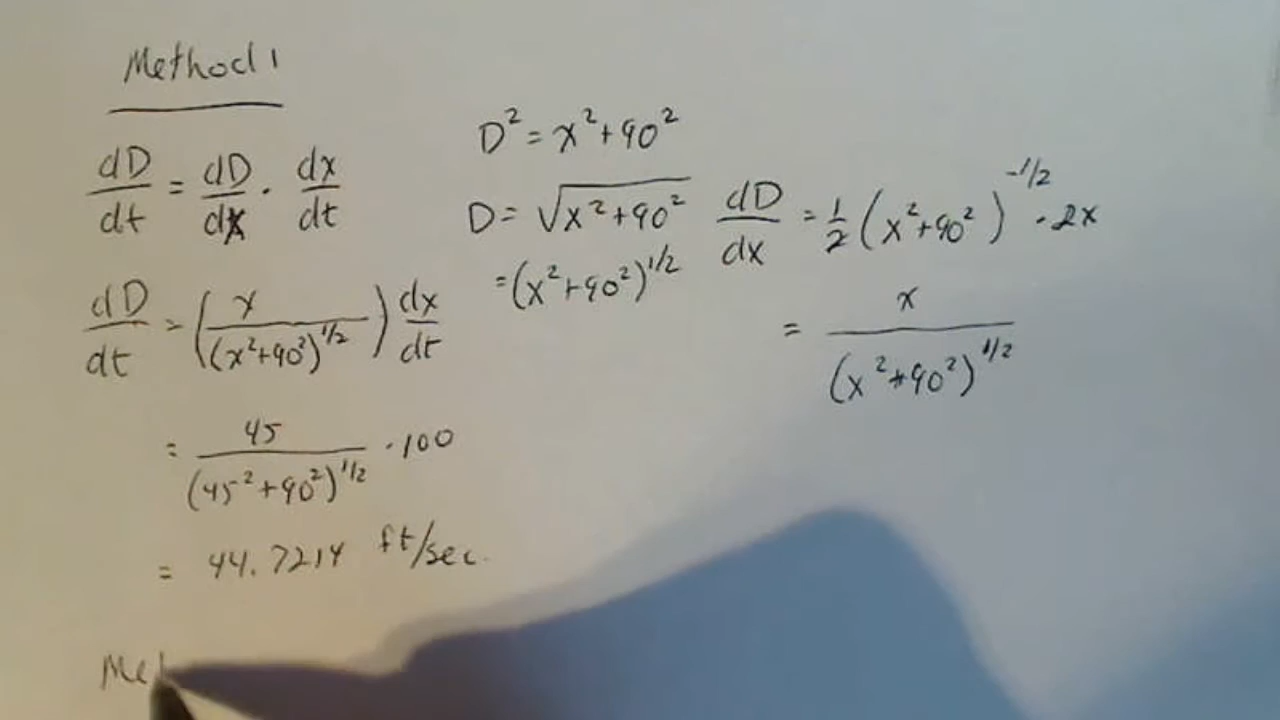 Method 1
dD/dt = dD/dx · dx/dt
D² = x² + 90²
D = √(x² + 90²)
= (x² + 90²)^1/2
dD/dx = 1/2 (x² + 90²)^-1/2 · 2x
= x/(x² + 90²)^1/2
dD/dt = (x/(x² + 90²)^1/2) dx/dt
= 45/(45² + 90²)^1/2 · 100
= 44.7214 ft/sec.
Met